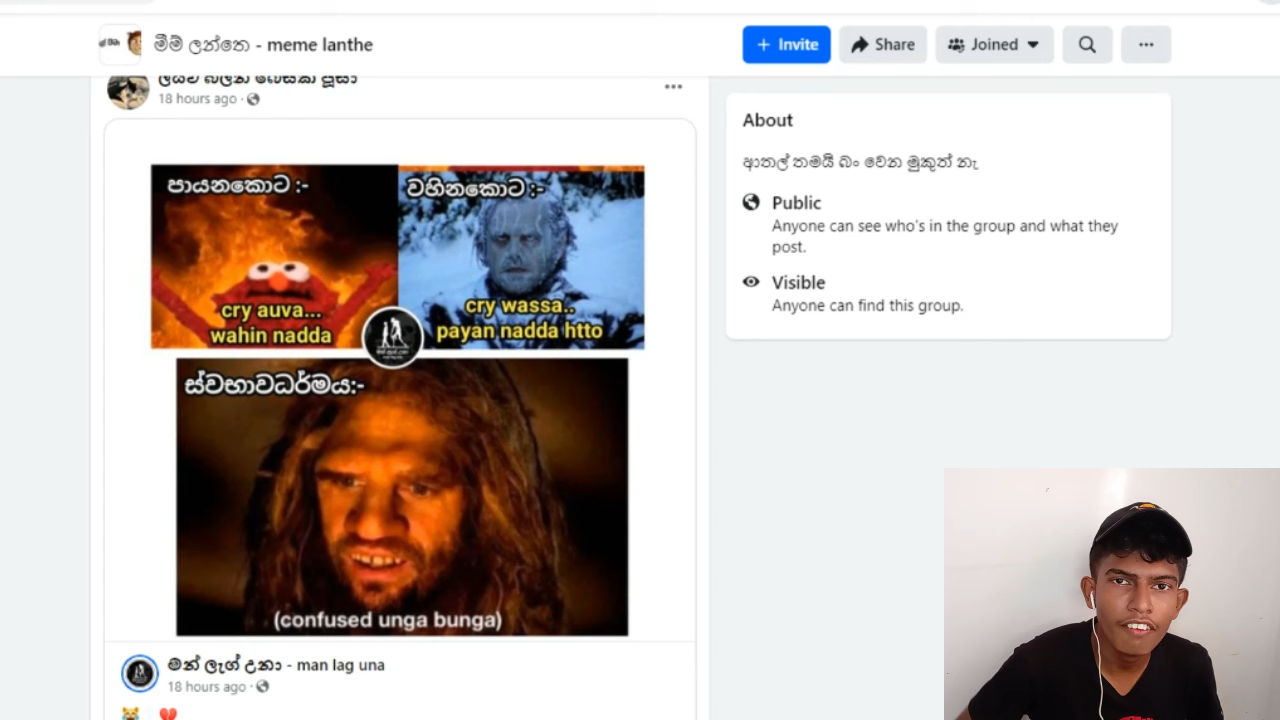 මීම් ලන්තෙ - meme lanthe
+ Invite
Share
Joined
18 hours ago
පායනකොට :-
වහිනකොට :-
cry auva...
wahin nadda
cry wassa..
payan nadda htto
ස්වභාවධර්මය:-
(confused unga bunga)
මන් ලැග් උනා - man lag una
18 hours ago
About
ආතල් තමයි බං වෙන මුකුත් නෑ
Public
Anyone can see who's in the group and what they
post.
Visible
Anyone can find this group.